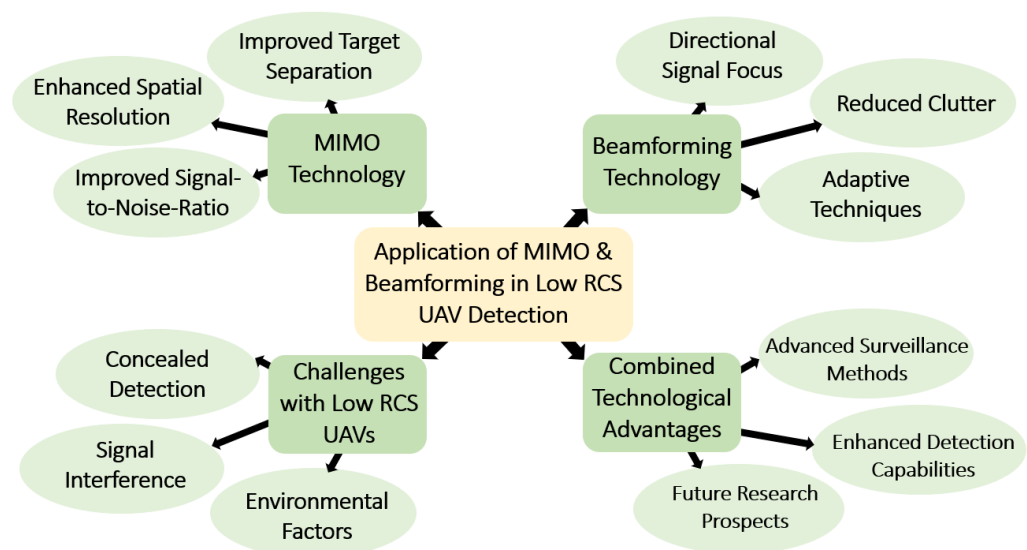 Improved Target
Separation
Enhanced Spatial
Resolution
Improved Signal-
to-Noise-Ratio
MIMO
Technology
Directional
Signal Focus
Reduced Clutter
Adaptive
Techniques
Beamforming
Technology
Application of MIMO &
Beamforming in Low RCS
UAV Detection
Concealed
Detection
Signal
Interference
Environmental
Factors
Challenges
with Low RCS
UAVs
Combined
Technological
Advantages
Advanced Surveillance
Methods
Enhanced Detection
Capabilities
Future Research
Prospects